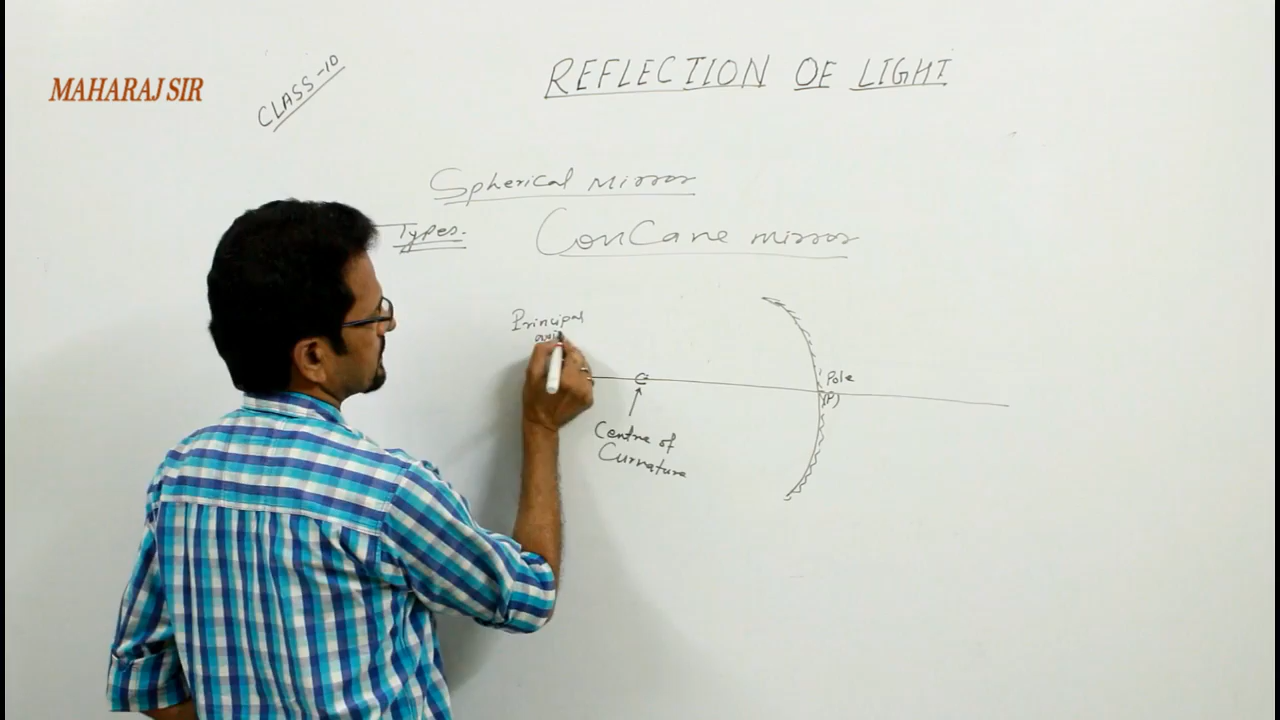 MAHARAJ SIR
CLASS-10
REFLECTION OF LIGHT
Spherical mirror
Types.
Concave mirror
Principal
Pole
(P)
C
Centre of
Curvature